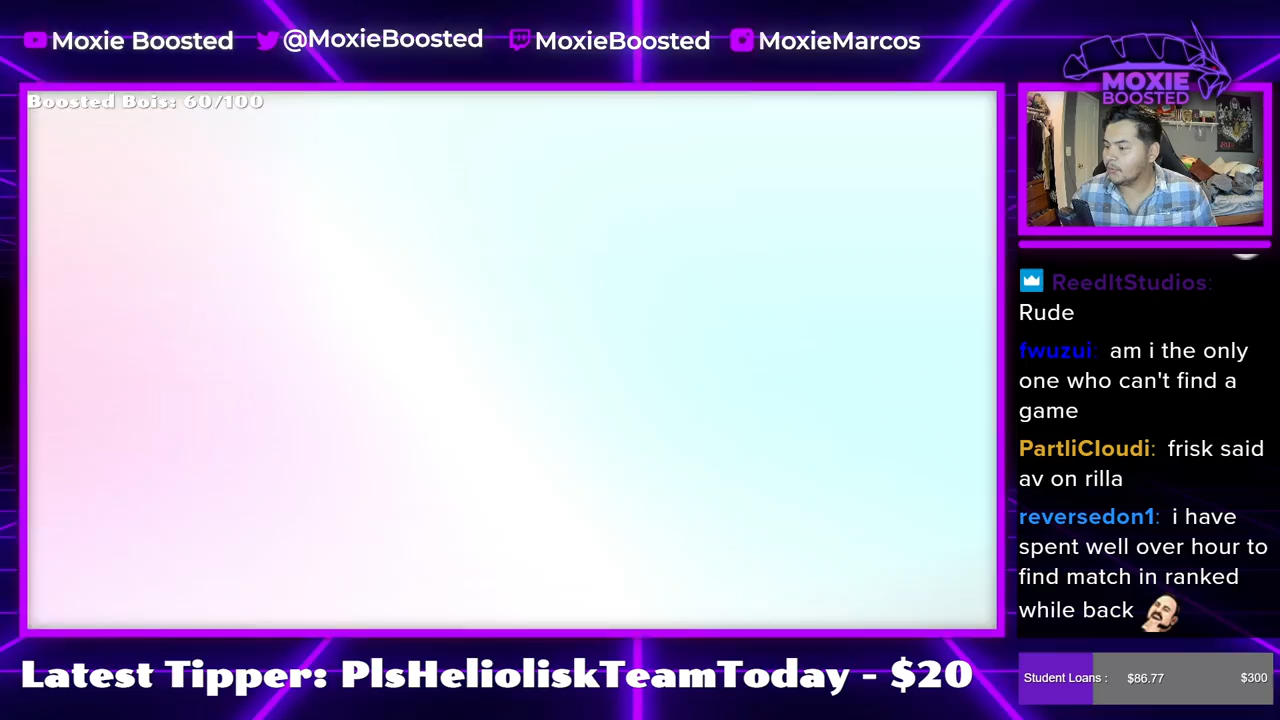 Moxie Boosted @MoxieBoosted MoxieBoosted MoxieMarcos
MOXIE
BOOSTED
Boosted Bois: 60/100
ReedItStudios:
Rude
fwuzui: am i the only
one who can't find a
game
PartliCloudi: frisk said
av on rilla
reversedon1: i have
spent well over hour to
find match in ranked
while back
Latest Tipper: PlsHelioliskTeamToday - $20
Student Loans : $86.77 $300